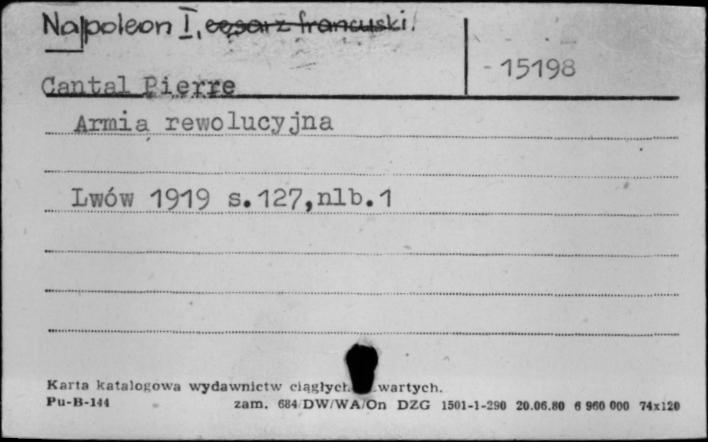 Napoleon I, cesarz francuski.
15198
Cantal Pierre
Armia rewolucyjna
Lwów 1919 s.127,nlb.1
Karta katalogowa wydawnictw ciągłych wartych.
Pu-B-144 zam. 684/DW/WA/On DZG 1501-1-290 20.06.80 6 960 000 74x120